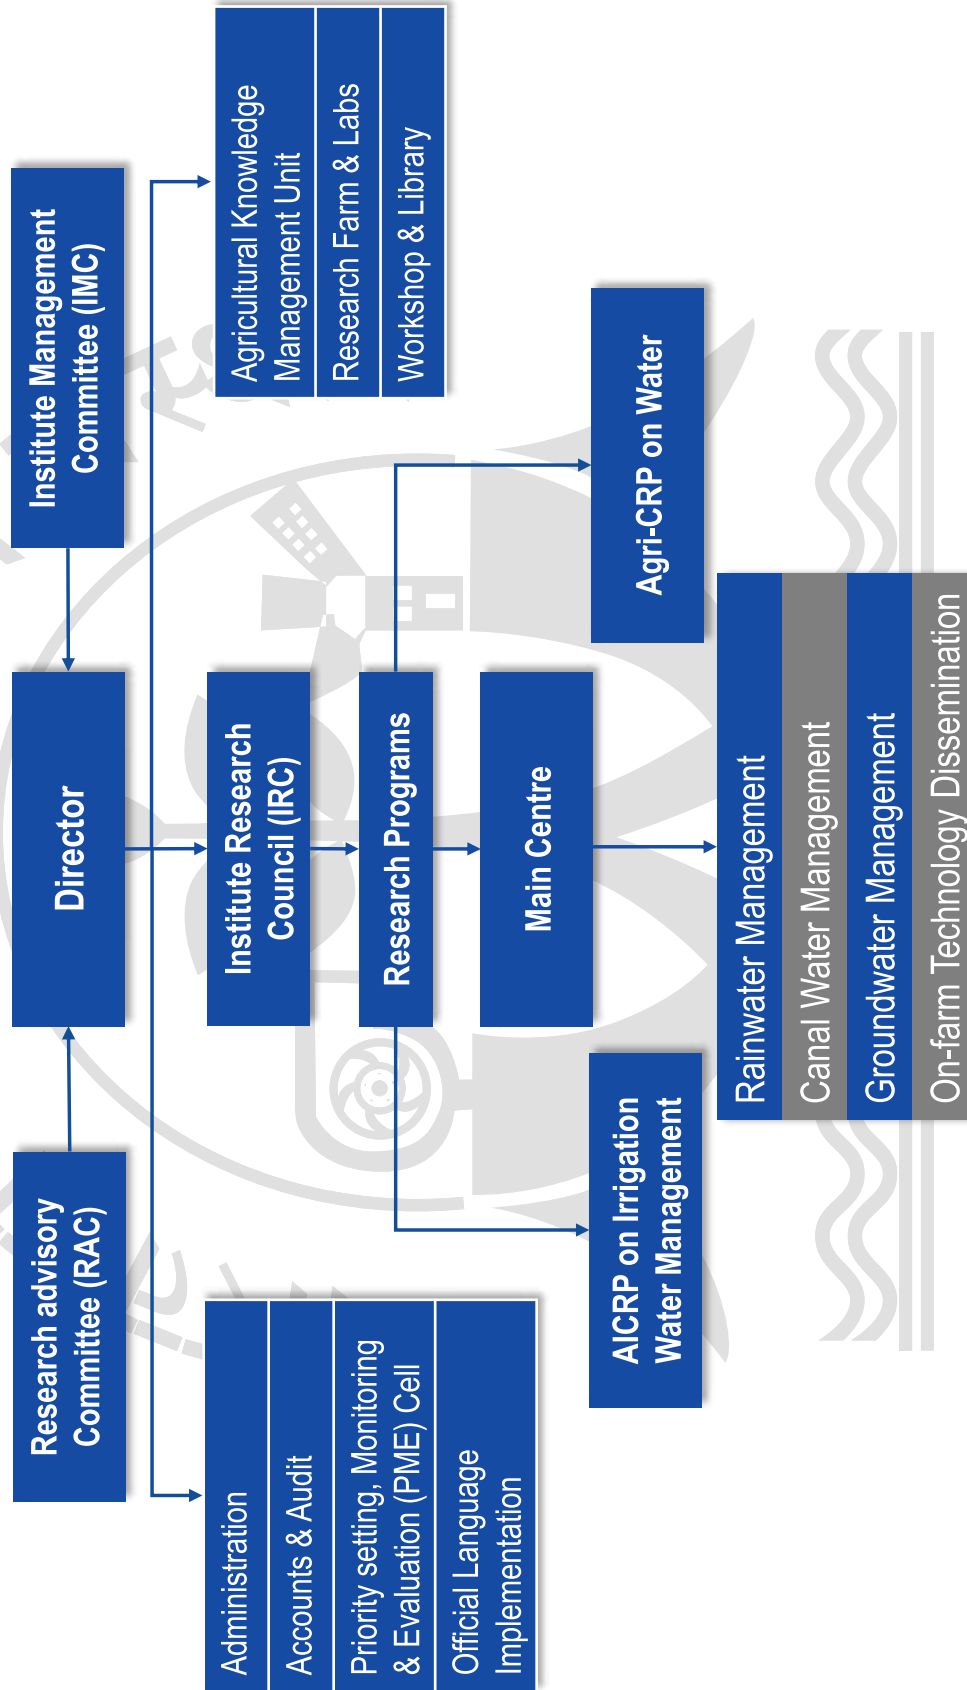 Research advisory
Committee (RAC)
Director
Institute Management
Committee (IMC)
Administration
Accounts & Audit
Priority setting, Monitoring
& Evaluation (PME) Cell
Official Language
Implementation
Institute Research
Council (IRC)
Agricultural Knowledge
Management Unit
Research Farm & Labs
Workshop & Library
Research Programs
Main Centre
AICRP on Irrigation
Water Management
Agri-CRP on Water
Rainwater Management
Canal Water Management
Groundwater Management
On-farm Technology Dissemination